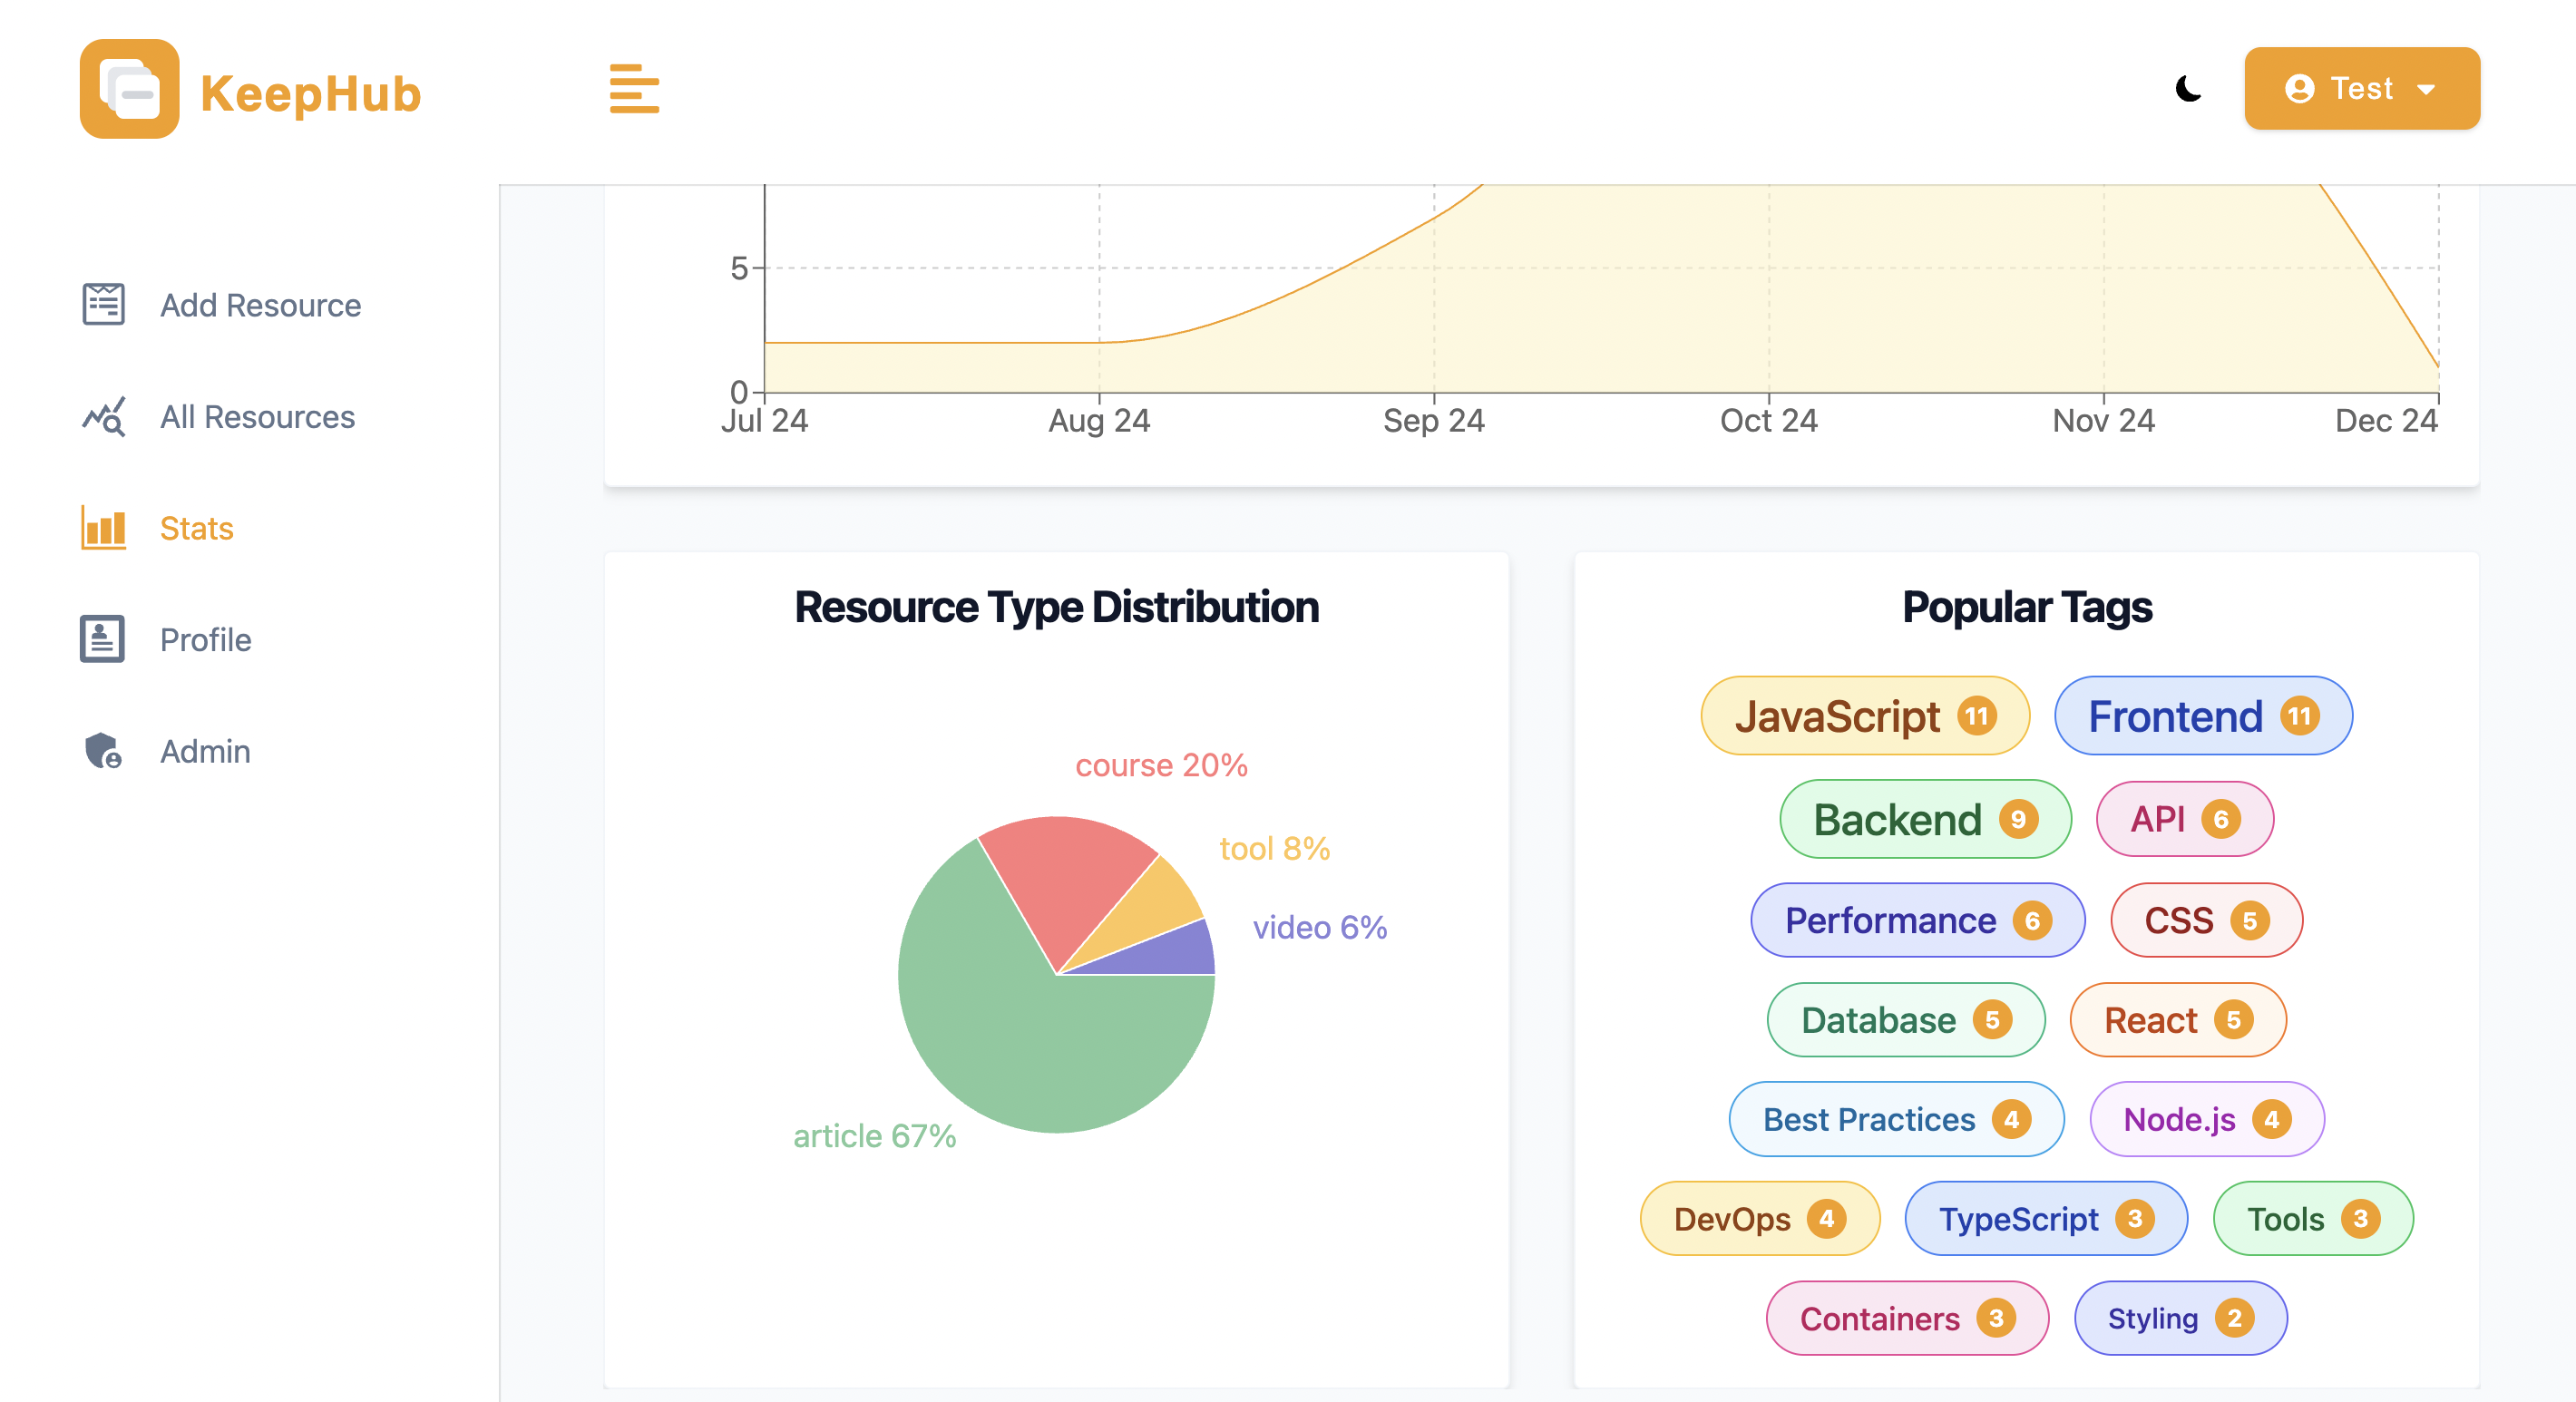 KeepHub
Test
Add Resource
All Resources
Stats
Profile
Admin
5
0
Jul 24 Aug 24 Sep 24 Oct 24 Nov 24 Dec 24
Resource Type Distribution
course 20%
tool 8%
video 6%
article 67%
Popular Tags
JavaScript 11 Frontend 11
Backend 9 API 6
Performance 6 CSS 5
Database 5 React 5
Best Practices 4 Node.js 4
DevOps 4 TypeScript 3 Tools 3
Containers 3 Styling 2